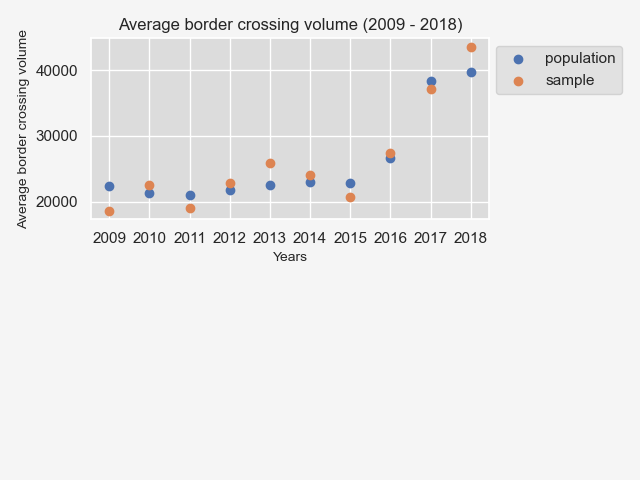 Average border crossing volume (2009 - 2018)
population
sample
Average border crossing volume
40000
30000
20000
2009 2010 2011 2012 2013 2014 2015 2016 2017 2018
Years